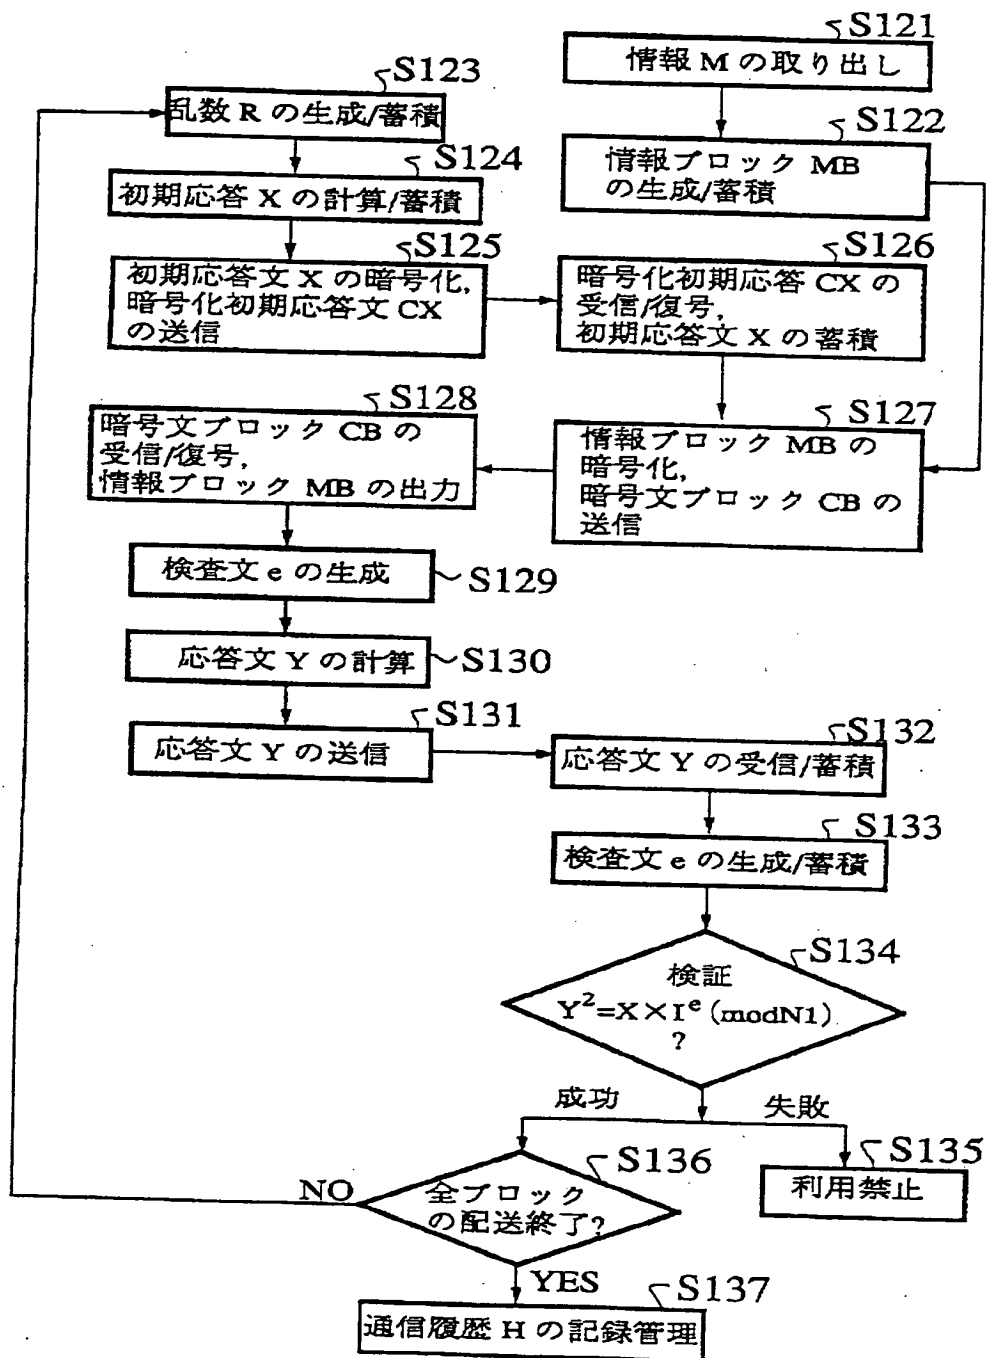 S121
情報 M の取り出し
S123
乱数 R の生成/蓄積
S122
情報ブロック MB
の生成/蓄積
S124
初期応答 X の計算/蓄積
S125
初期応答文 X の暗号化,
暗号化初期応答文 CX
の送信
S126
暗号化初期応答 CX の
受信/復号,
初期応答文 X の蓄積
S128
暗号文ブロック CB の
受信/復号,
情報ブロック MB の出力
S127
情報ブロック MB の
暗号化,
暗号文ブロック CB の
送信
検査文 e の生成
S129
応答文 Y の計算
S130
S131
応答文 Y の送信
S132
応答文 Y の受信/蓄積
S133
検査文 e の生成/蓄積
S134
検証
Y²=X×Iᵉ(modN1)
?
成功
失敗
S136
全ブロック
の配送終了?
NO
S135
利用禁止
YES
S137
通信履歴 H の記録管理